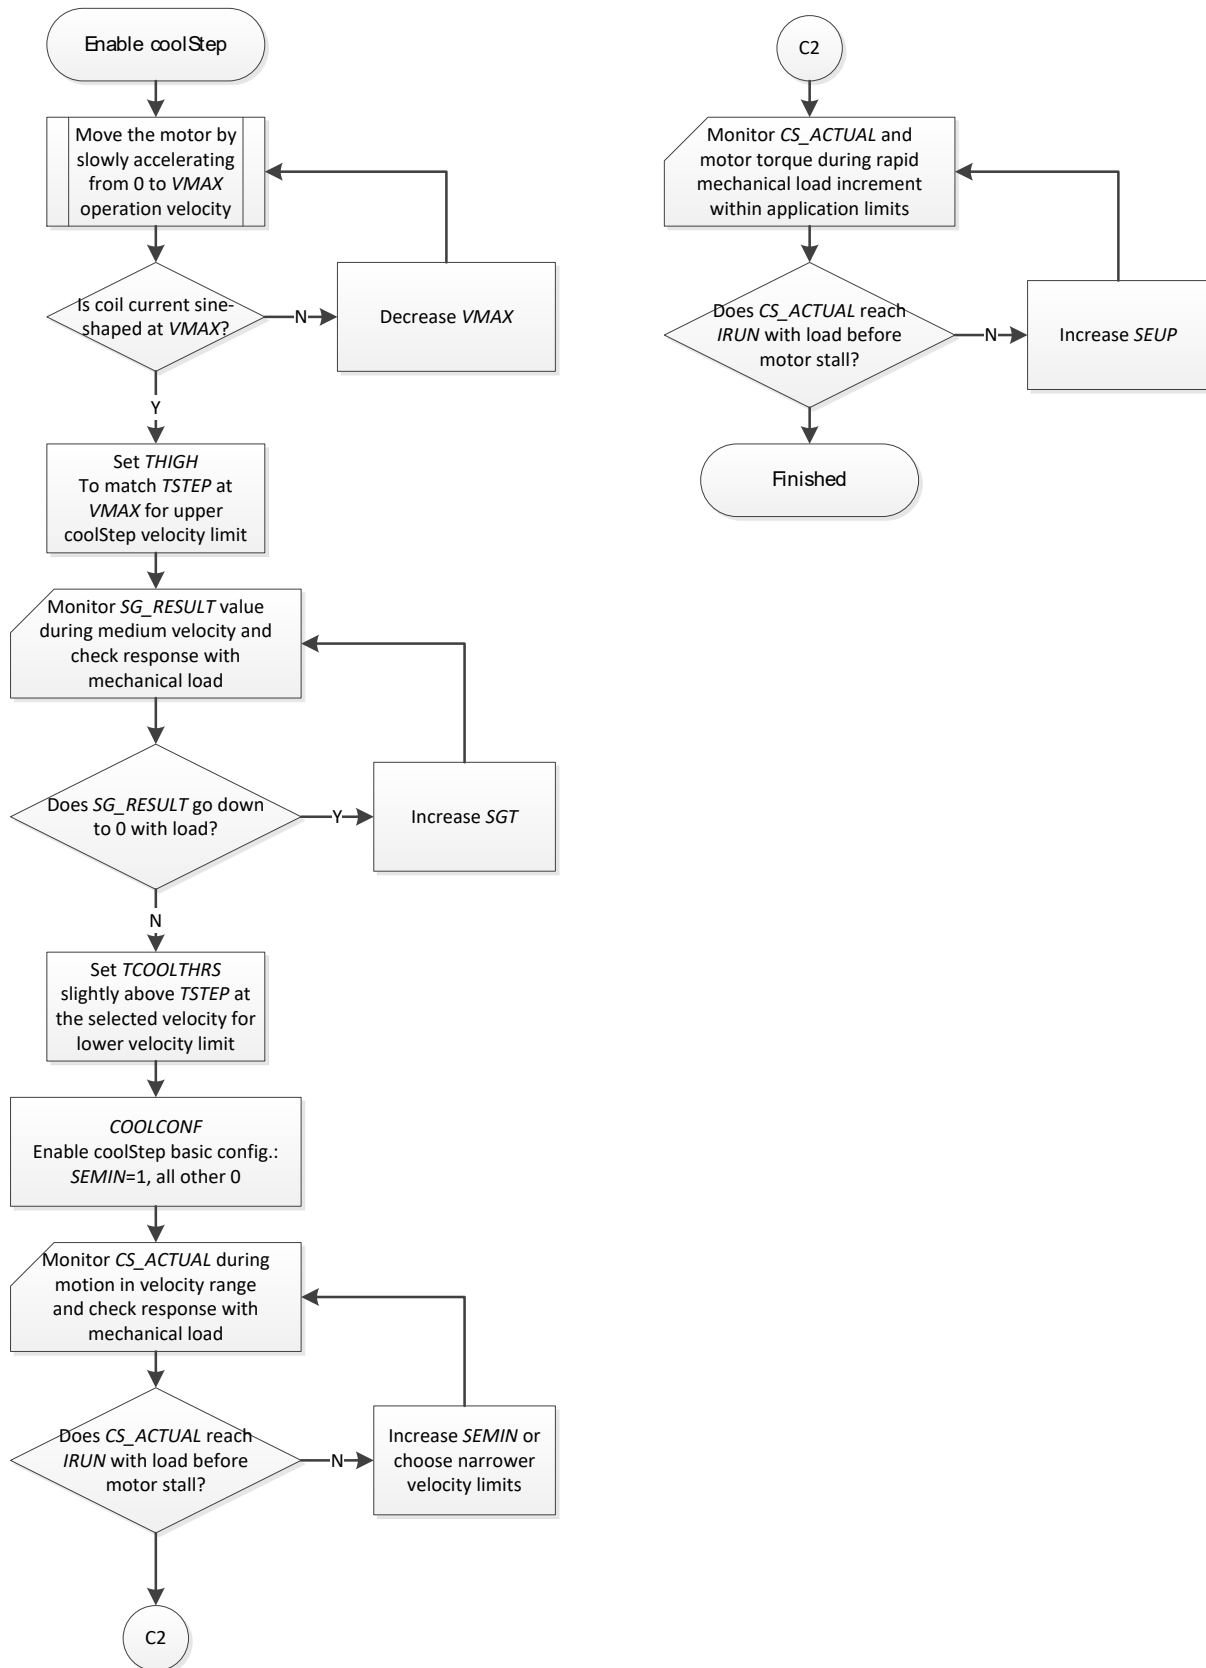 Enable coolStep
Move the motor by
slowly accelerating
from 0 to VMAX
operation velocity
Is coil current sine-
shaped at VMAX?
N
Decrease VMAX
Y
Set THIGH
To match TSTEP at
VMAX for upper
coolStep velocity limit
Monitor SG_RESULT value
during medium velocity and
check response with
mechanical load
Does SG_RESULT go down
to 0 with load?
Y
Increase SGT
N
Set TCOOLTHRS
slightly above TSTEP at
the selected velocity for
lower velocity limit
COOLCONF
Enable coolStep basic config.:
SEMIN=1, all other 0
Monitor CS_ACTUAL during
motion in velocity range
and check response with
mechanical load
Does CS_ACTUAL reach
IRUN with load before
motor stall?
N
Increase SEMIN or
choose narrower
velocity limits
C2
C2
Monitor CS_ACTUAL and
motor torque during rapid
mechanical load increment
within application limits
Does CS_ACTUAL reach
IRUN with load before
motor stall?
N
Increase SEUP
Finished